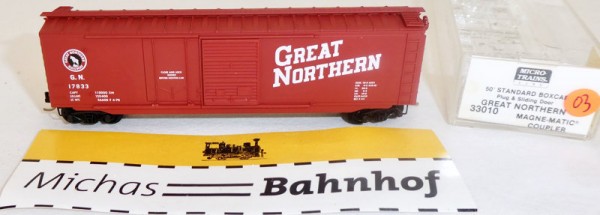 GREAT
NORTHERN
G. N.
17833
MICRO-
TRAINS
50' STANDARD BOXCAR
Plug & Sliding Door
GREAT NORTHERN
33010
MAGNE-MATIC®
COUPLER
03
Michas Bahnhof